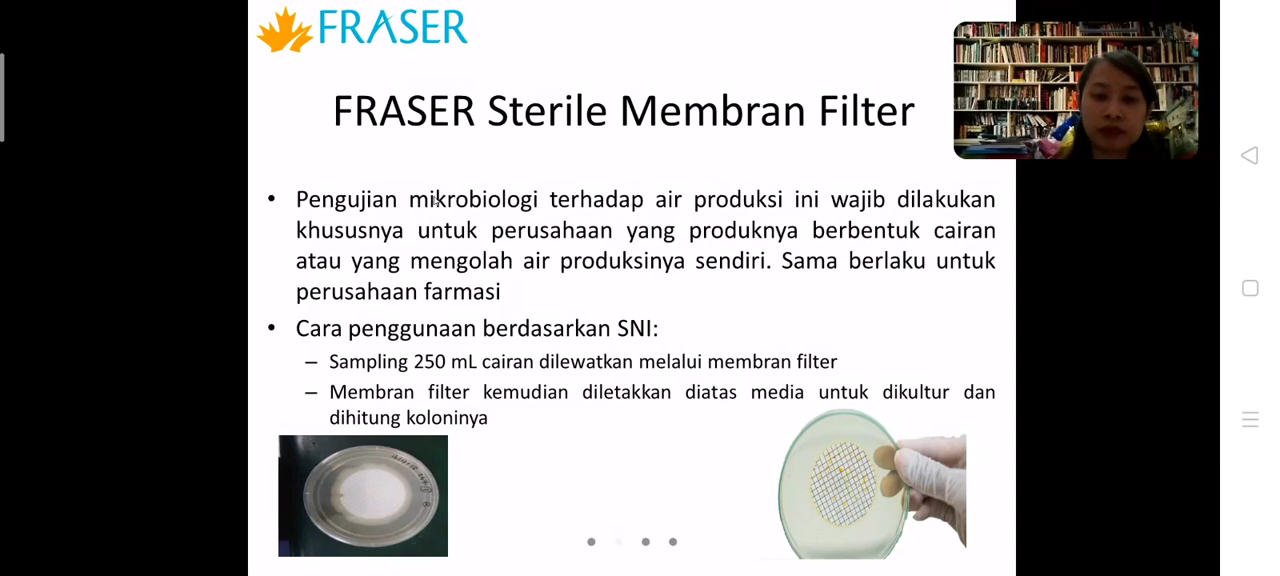 FRASER
FRASER Sterile Membran Filter
• Pengujian mikrobiologi terhadap air produksi ini wajib dilakukan
khususnya untuk perusahaan yang produknya berbentuk cairan
atau yang mengolah air produksinya sendiri. Sama berlaku untuk
perusahaan farmasi
• Cara penggunaan berdasarkan SNI:
– Sampling 250 mL cairan dilewatkan melalui membran filter
– Membran filter kemudian diletakkan diatas media untuk dikultur dan
dihitung koloninya